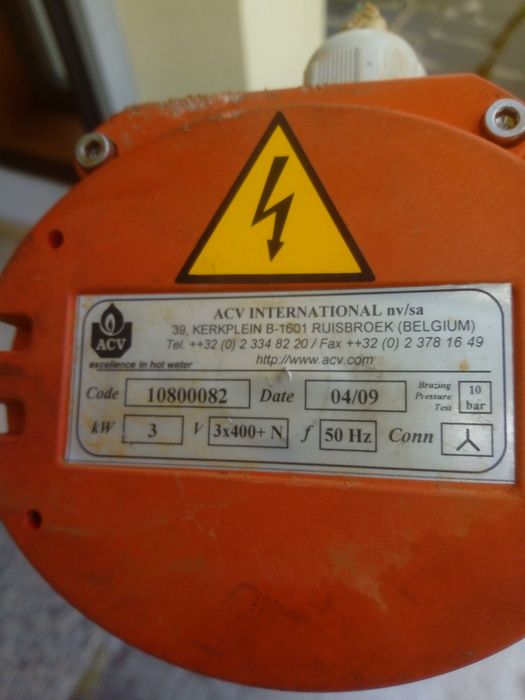 ACV INTERNATIONAL nv/sa
39, KERKPLEIN B-1601 RUISBROEK (BELGIUM)
Tel. ++32 (0) 2 334 82 20 / Fax ++32 (0) 2 378 16 49
http://www.acv.com
ACV
excellence in hot water
Code 10800082 Date 04/09 Brazing Pressure Test 10 bar
kW 3 V 3x400+ N f 50 Hz Conn